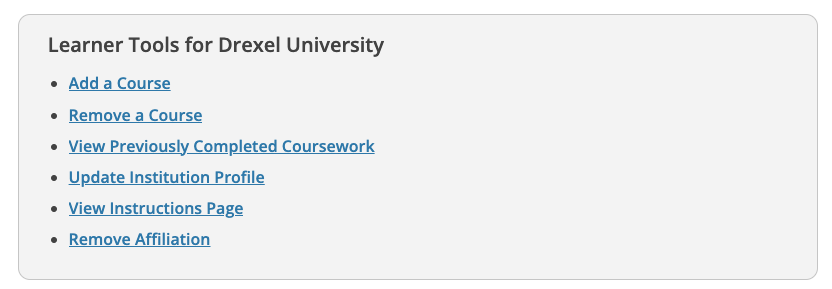 Learner Tools for Drexel University
Add a Course
Remove a Course
View Previously Completed Coursework
Update Institution Profile
View Instructions Page
Remove Affiliation